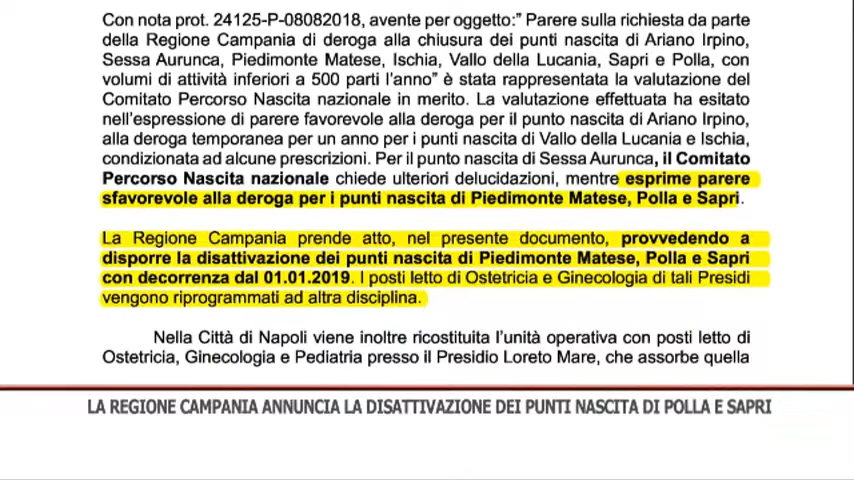 Con nota prot. 24125-P-08082018, avente per oggetto:" Parere sulla richiesta da parte
della Regione Campania di deroga alla chiusura dei punti nascita di Ariano Irpino,
Sessa Aurunca, Piedimonte Matese, Ischia, Vallo della Lucania, Sapri e Polla, con
volumi di attività inferiori a 500 parti l'anno" è stata rappresentata la valutazione del
Comitato Percorso Nascita nazionale in merito. La valutazione effettuata ha esitato
nell'espressione di parere favorevole alla deroga per il punto nascita di Ariano Irpino,
alla deroga temporanea per un anno per i punti nascita di Vallo della Lucania e Ischia,
condizionata ad alcune prescrizioni. Per il punto nascita di Sessa Aurunca, il Comitato
Percorso Nascita nazionale chiede ulteriori delucidazioni, mentre esprime parere
sfavorevole alla deroga per i punti nascita di Piedimonte Matese, Polla e Sapri.
La Regione Campania prende atto, nel presente documento, provvedendo a
disporre la disattivazione dei punti nascita di Piedimonte Matese, Polla e Sapri
con decorrenza dal 01.01.2019. I posti letto di Ostetricia e Ginecologia di tali Presidi
vengono riprogrammati ad altra disciplina.
Nella Città di Napoli viene inoltre ricostituita l'unità operativa con posti letto di
Ostetricia, Ginecologia e Pediatria presso il Presidio Loreto Mare, che assorbe quella
LA REGIONE CAMPANIA ANNUNCIA LA DISATTIVAZIONE DEI PUNTI NASCITA DI POLLA E SAPRI